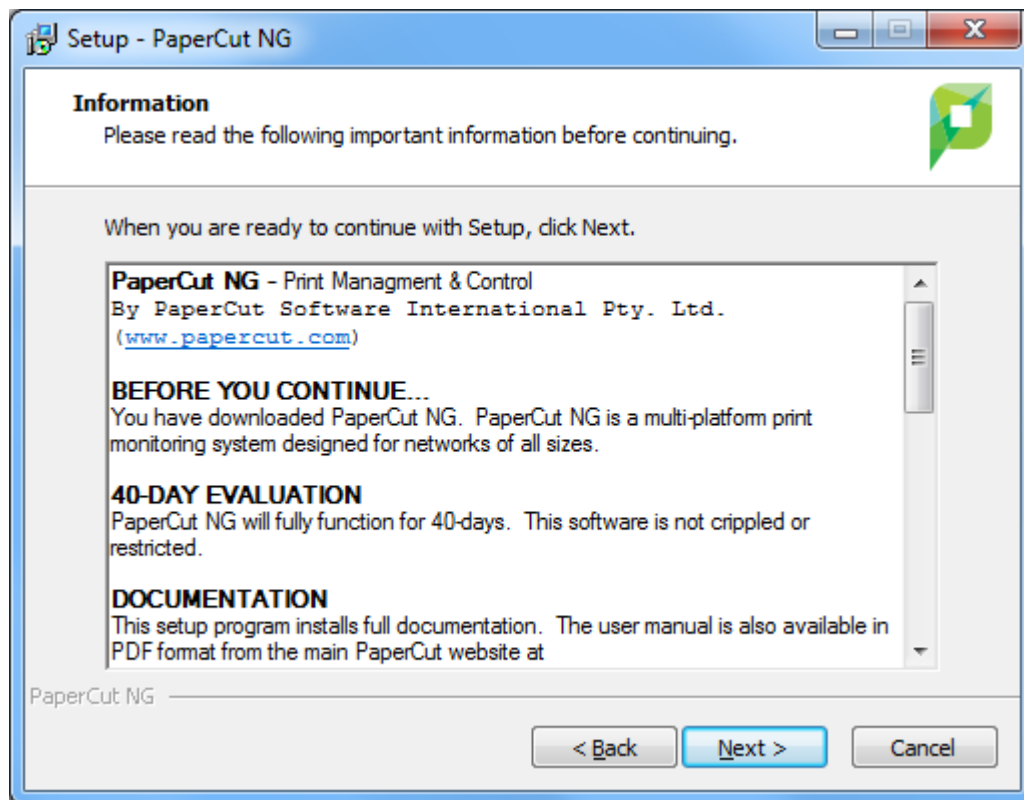 Setup - PaperCut NG
Information
Please read the following important information before continuing.
When you are ready to continue with Setup, click Next.
PaperCut NG - Print Managment & Control
By PaperCut Software International Pty. Ltd.
(www.papercut.com)
BEFORE YOU CONTINUE...
You have downloaded PaperCut NG.  PaperCut NG is a multi-platform print
monitoring system designed for networks of all sizes.
40-DAY EVALUATION
PaperCut NG will fully function for 40-days.  This software is not crippled or
restricted.
DOCUMENTATION
This setup program installs full documentation.  The user manual is also available in
PDF format from the main PaperCut website at
PaperCut NG
< Back
Next >
Cancel